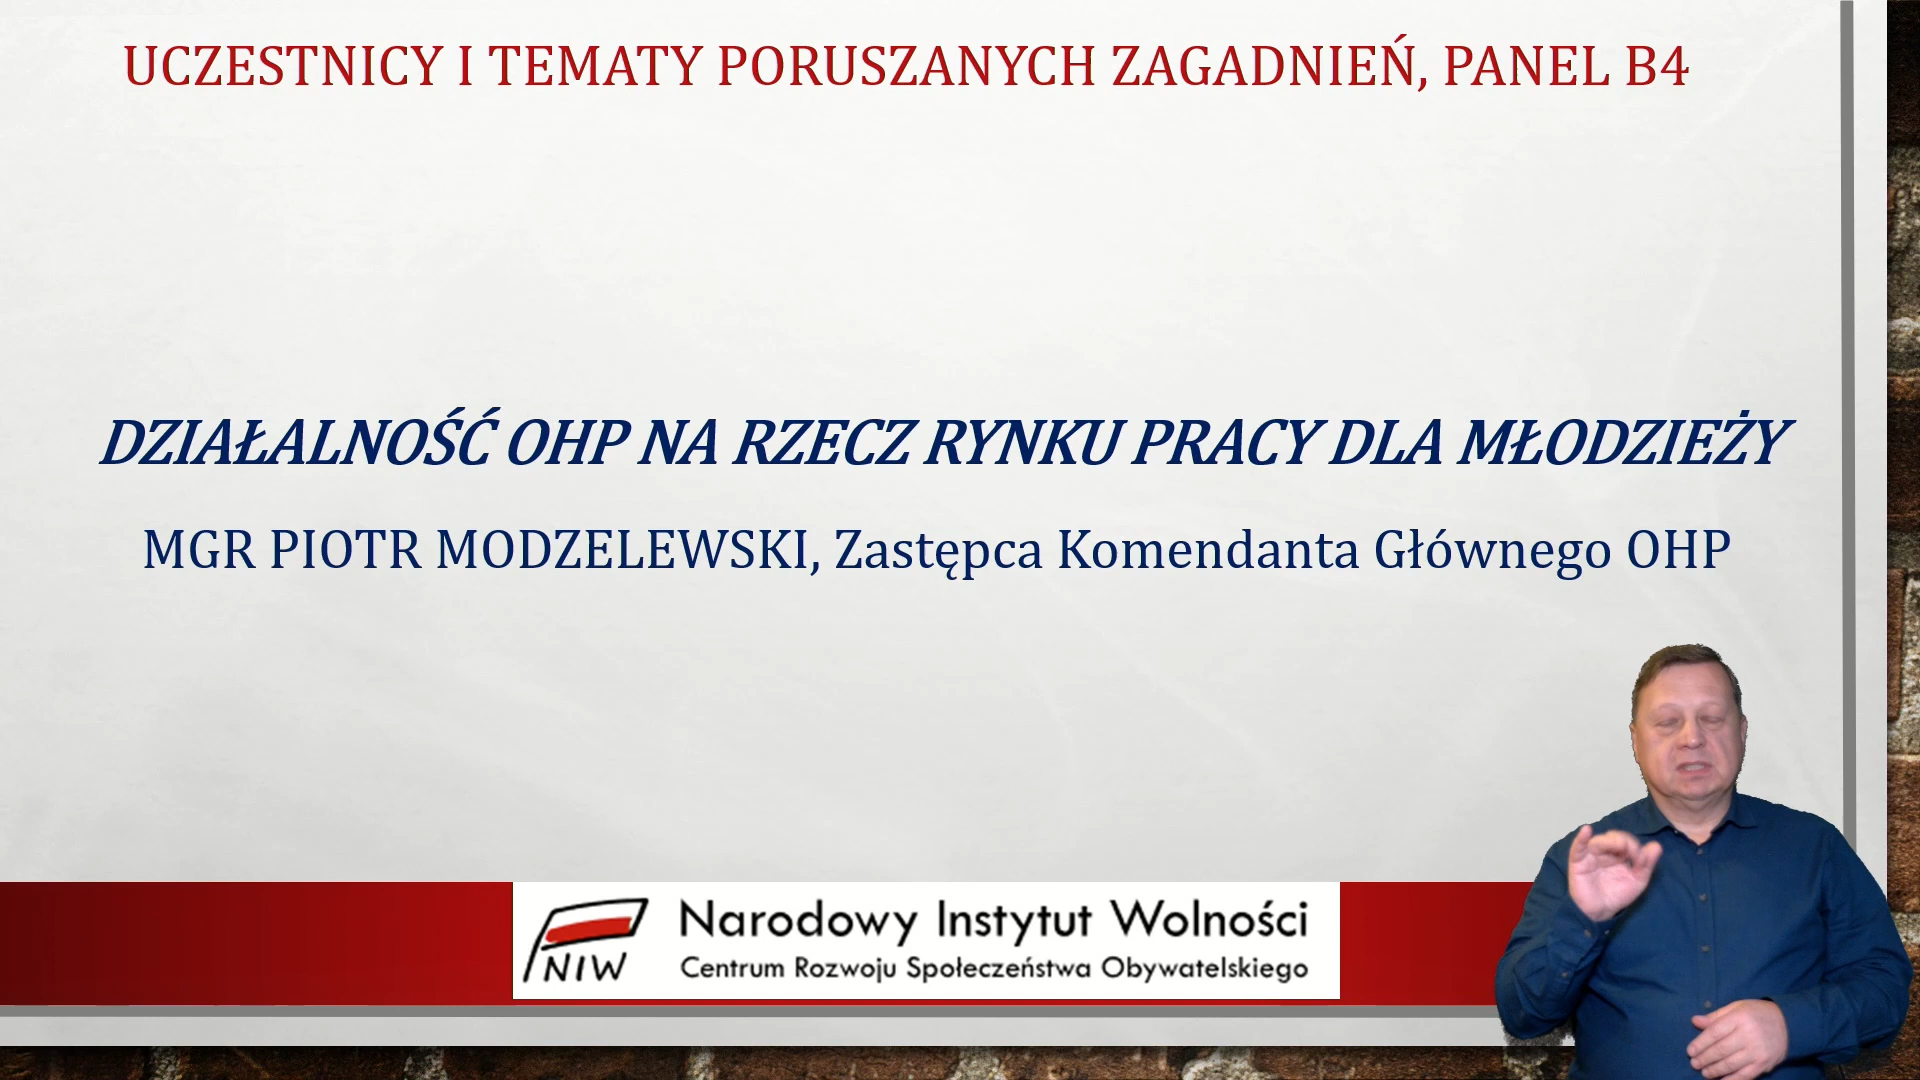 UCZESTNICY I TEMATY PORUSZANYCH ZAGADNIEŃ, PANEL B4
DZIAŁALNOŚĆ OHP NA RZECZ RYNKU PRACY DLA MŁODZIEŻY
MGR PIOTR MODZELEWSKI, Zastępca Komendanta Głównego OHP
NIW
Narodowy Instytut Wolności
Centrum Rozwoju Społeczeństwa Obywatelskiego